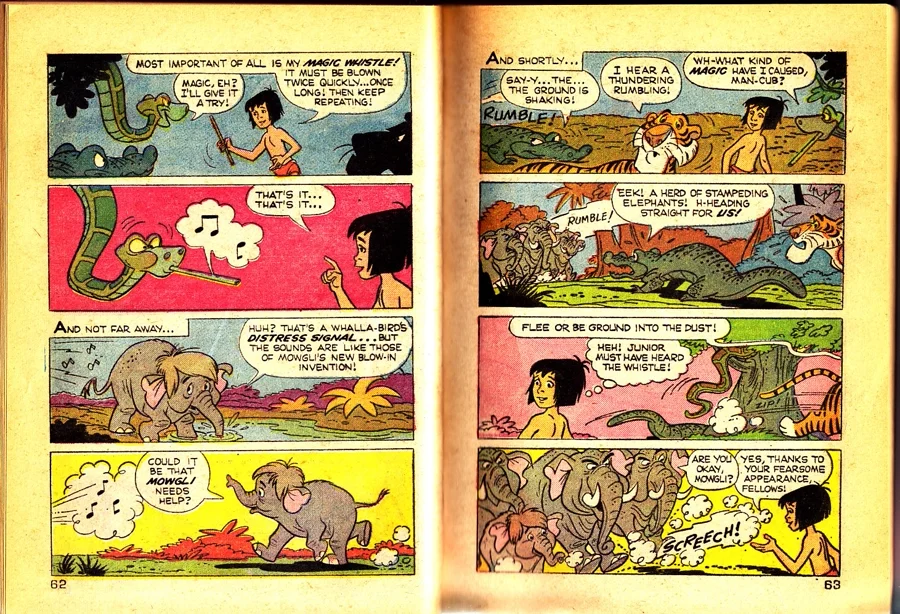 MOST IMPORTANT OF ALL IS MY MAGIC WHISTLE!
IT MUST BE BLOWN
TWICE QUICKLY...ONCE
LONG! THEN KEEP
REPEATING!
MAGIC, EH?
I'LL GIVE IT
A TRY!
THAT'S IT...
THAT'S IT...
AND NOT FAR AWAY...
HUH? THAT'S A WHALLA-BIRD'S
DISTRESS SIGNAL...BUT
THE SOUNDS ARE LIKE THOSE
OF MOWGLI'S NEW BLOW-IN
INVENTION!
COULD IT
BE THAT
MOWGLI
NEEDS
HELP?
62
AND SHORTLY...
SAY-Y...THE...
THE GROUND IS
SHAKING!
I HEAR A
THUNDERING
RUMBLING!
WH-WHAT KIND OF
MAGIC HAVE I CAUSED,
MAN-CUB?
RUMBLE!
RUMBLE!
EEK! A HERD OF STAMPEDING
ELEPHANTS! H-HEADING
STRAIGHT FOR US!
FLEE OR BE GROUND INTO THE DUST!
HEH! JUNIOR
MUST HAVE HEARD
THE WHISTLE!
ARE YOU
OKAY,
MOWGLI?
YES, THANKS TO
YOUR FEARSOME
APPEARANCE,
FELLOWS!
SCREECH!
63